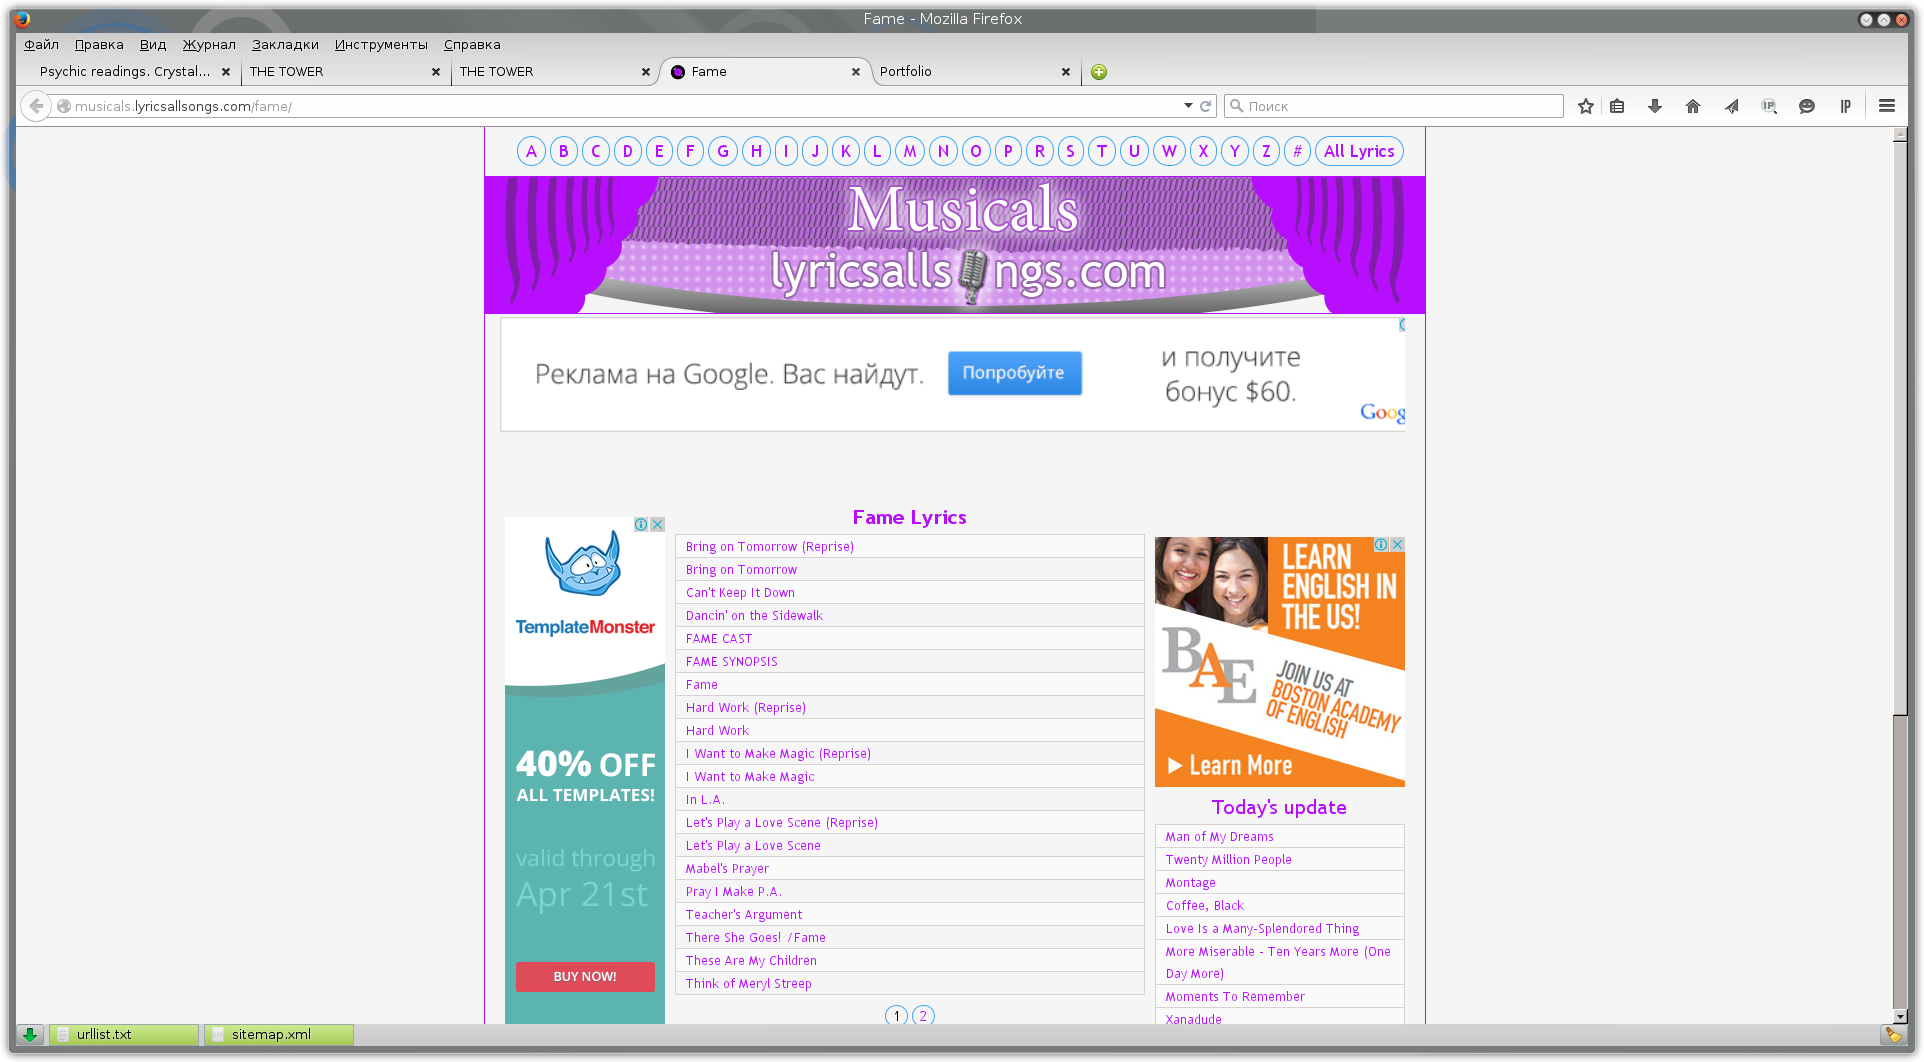 Fame - Mozilla Firefox
Файл Правка Вид Журнал Закладки Инструменты Справка
Psychic readings. Crystal... THE TOWER THE TOWER Fame Portfolio
musicals.lyricsallsongs.com/fame/ Поиск IP IP
A B C D E F G H I J K L M N O P R S T U W X Y Z # All Lyrics
Musicals
lyricsallsongs.com
Реклама на Google. Вас найдут. Попробуйте
и получите
бонус $60.
Goog
Fame Lyrics
Bring on Tomorrow (Reprise)
Bring on Tomorrow
Can't Keep It Down
Dancin' on the Sidewalk
FAME CAST
FAME SYNOPSIS
Fame
Hard Work (Reprise)
Hard Work
I Want to Make Magic (Reprise)
I Want to Make Magic
In L.A.
Let's Play a Love Scene (Reprise)
Let's Play a Love Scene
Mabel's Prayer
Pray I Make P.A.
Teacher's Argument
There She Goes! /Fame
These Are My Children
Think of Meryl Streep
1 2
TemplateMonster
40% OFF
ALL TEMPLATES!
valid through
Apr 21st
BUY NOW!
LEARN
ENGLISH IN
THE US!
BAE
JOIN US AT
BOSTON ACADEMY
OF ENGLISH
Learn More
Today's update
Man of My Dreams
Twenty Million People
Montage
Coffee, Black
Love Is a Many-Splendored Thing
More Miserable - Ten Years More (One
Day More)
Moments To Remember
Xanadude
urllist.txt sitemap.xml